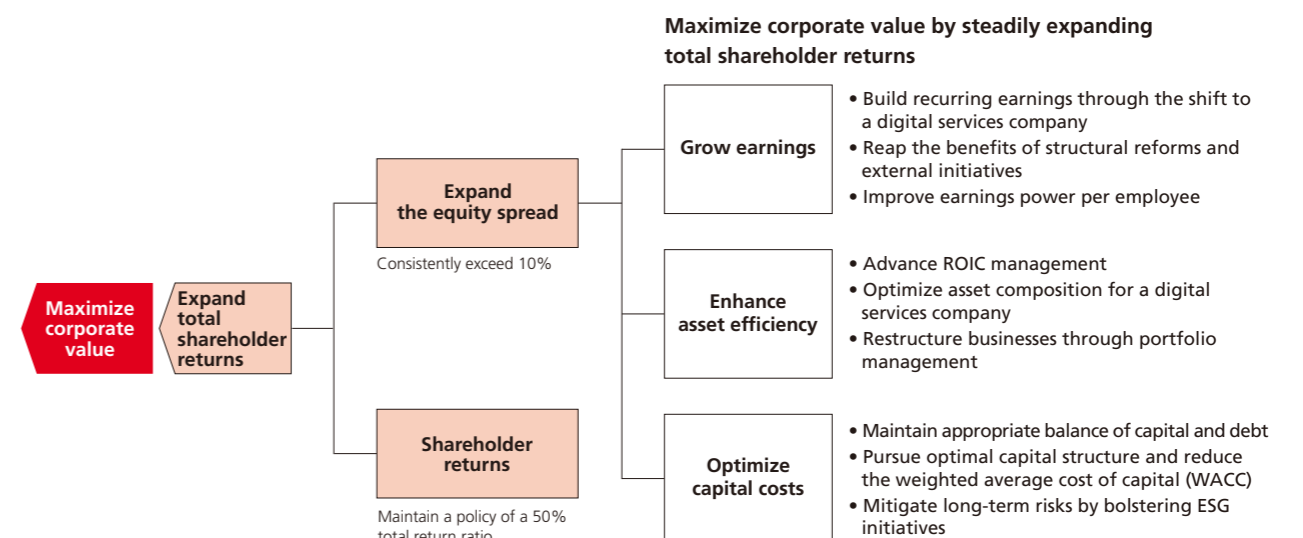 Maximize corporate value by steadily expanding
total shareholder returns
Maximize
corporate
value
Expand
total
shareholder
returns
Expand
the equity spread
Consistently exceed 10%
Shareholder
returns
Maintain a policy of a 50%
total return ratio
Grow earnings
• Build recurring earnings through the shift to
a digital services company
• Reap the benefits of structural reforms and
external initiatives
• Improve earnings power per employee
Enhance
asset efficiency
• Advance ROIC management
• Optimize asset composition for a digital
services company
• Restructure businesses through portfolio
management
Optimize
capital costs
• Maintain appropriate balance of capital and debt
• Pursue optimal capital structure and reduce
the weighted average cost of capital (WACC)
• Mitigate long-term risks by bolstering ESG
initiatives